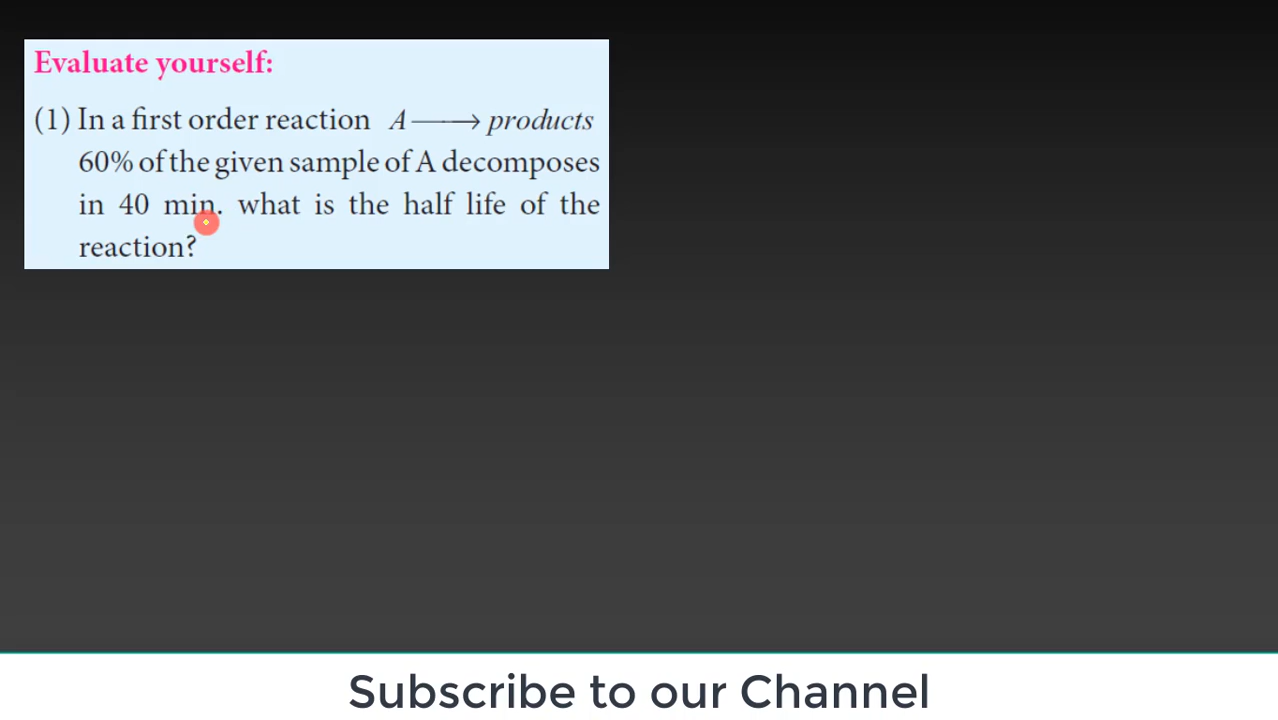 Evaluate yourself:
(1) In a first order reaction A ⟶ products
60% of the given sample of A decomposes
in 40 min. what is the half life of the
reaction?
Subscribe to our Channel